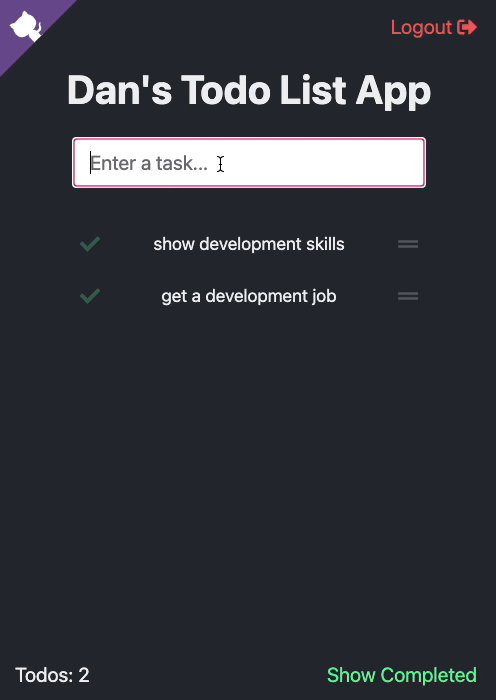 Logout
Dan's Todo List App
Enter a task...
show development skills
get a development job
Todos: 2
Show Completed